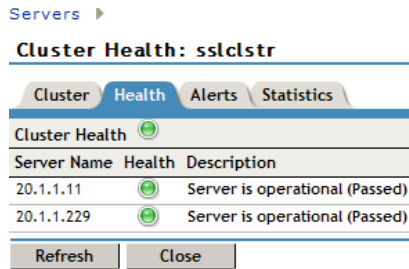 Servers
Cluster Health: sslclstr
Cluster Health Alerts Statistics
Cluster Health
Server Name Health Description
20.1.1.11 Server is operational (Passed)
20.1.1.229 Server is operational (Passed)
Refresh Close